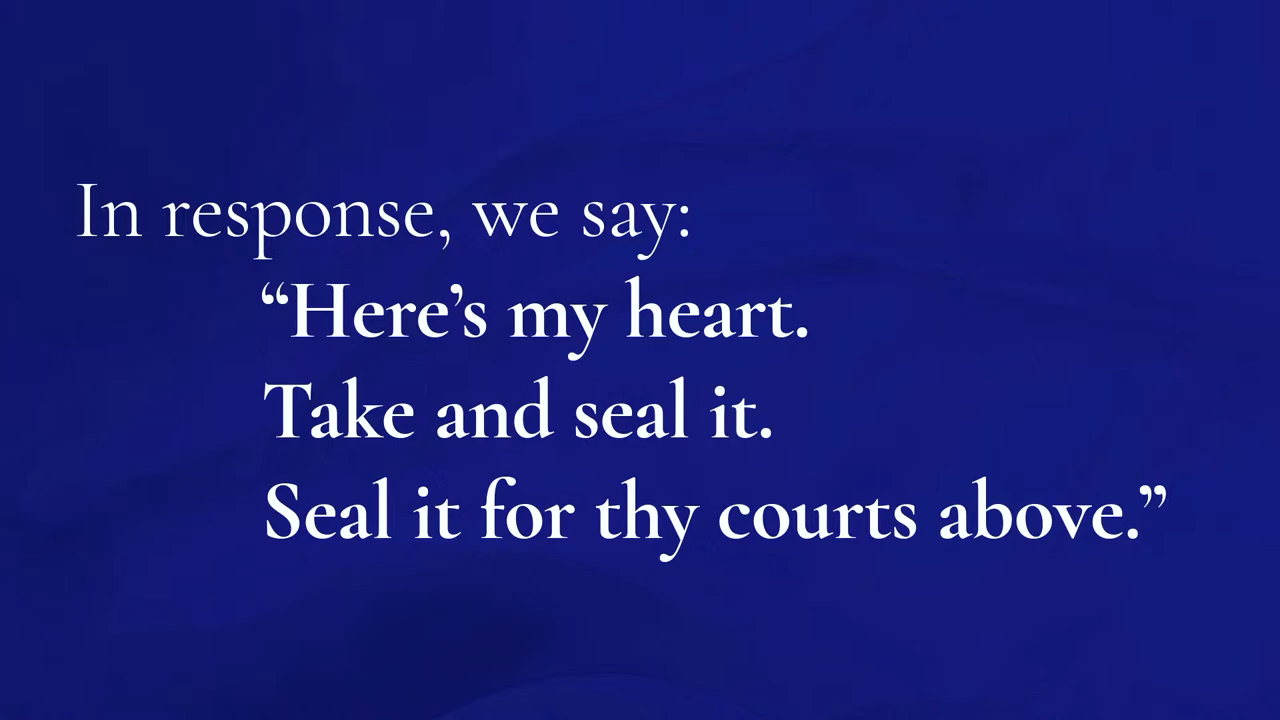 In response, we say:
“Here’s my heart.
Take and seal it.
Seal it for thy courts above.”